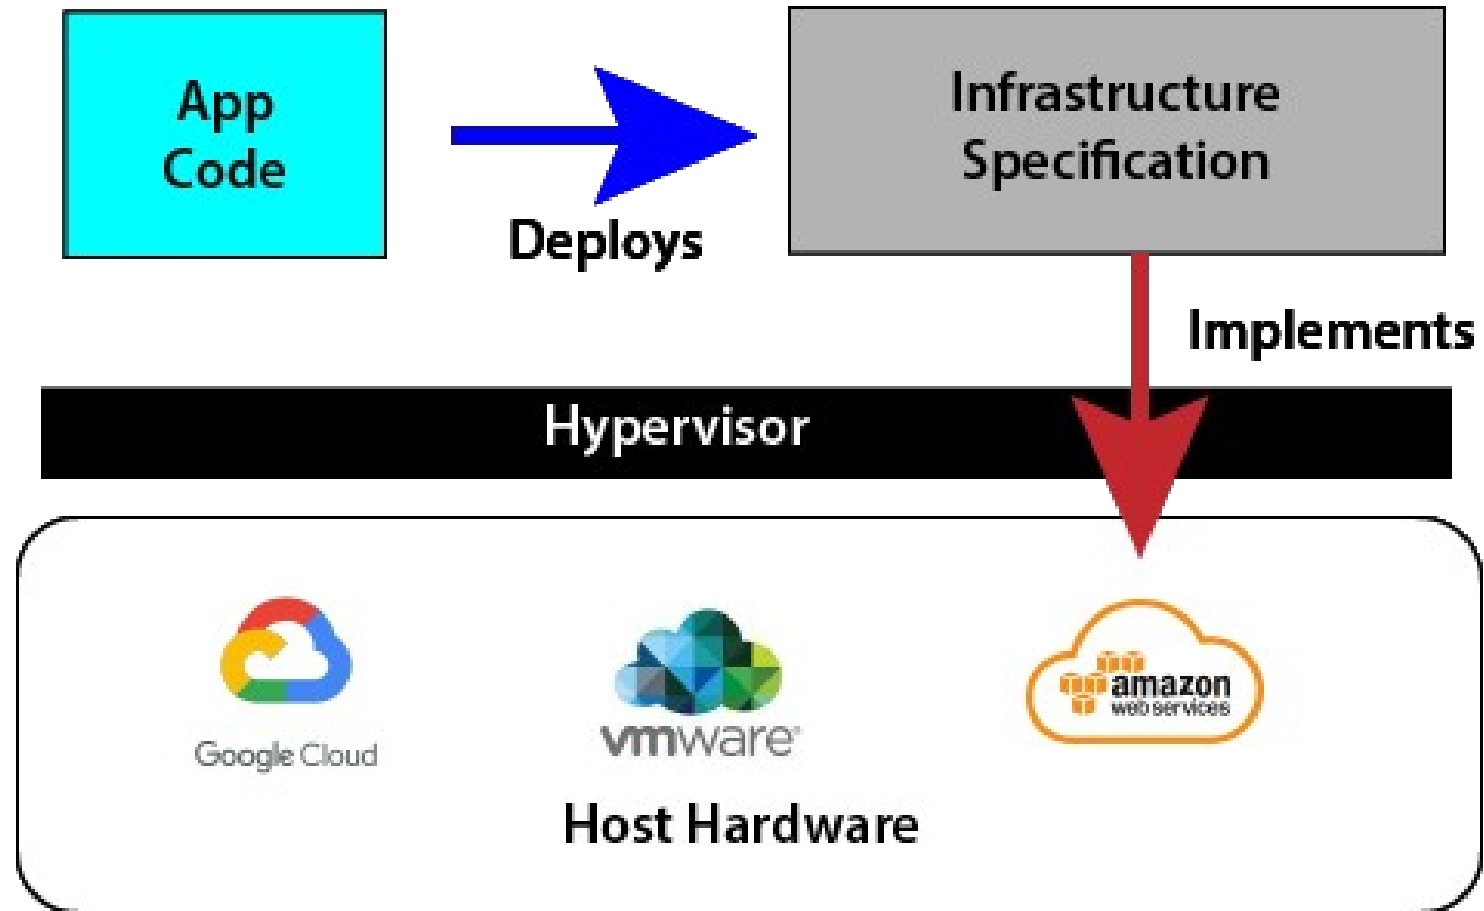 App
Code
Deploys
Infrastructure
Specification
Implements
Hypervisor
Google Cloud
vmware®
amazon
web services
Host Hardware